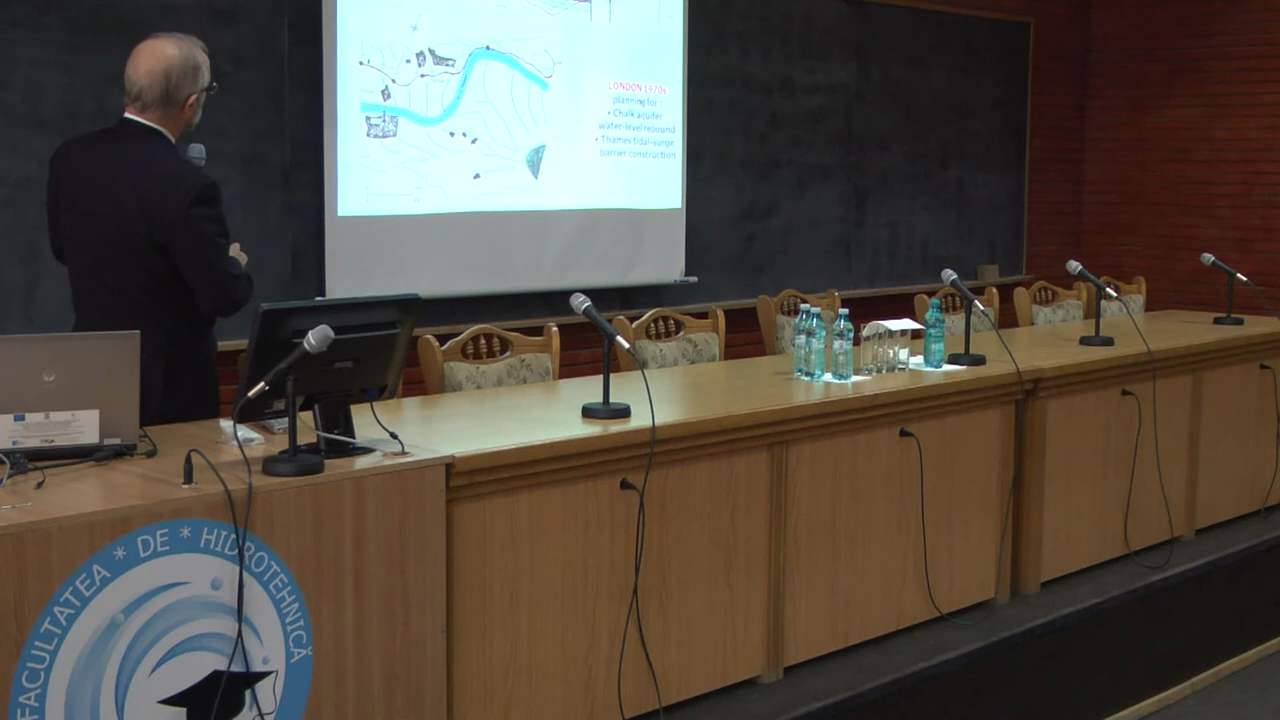 LONDON 1970s
planning for :
• Chalk aquifer
water-level rebound
• Thames tidal-surge
barrier construction
FACULTATEA * DE * HIDROTEHNICĂ